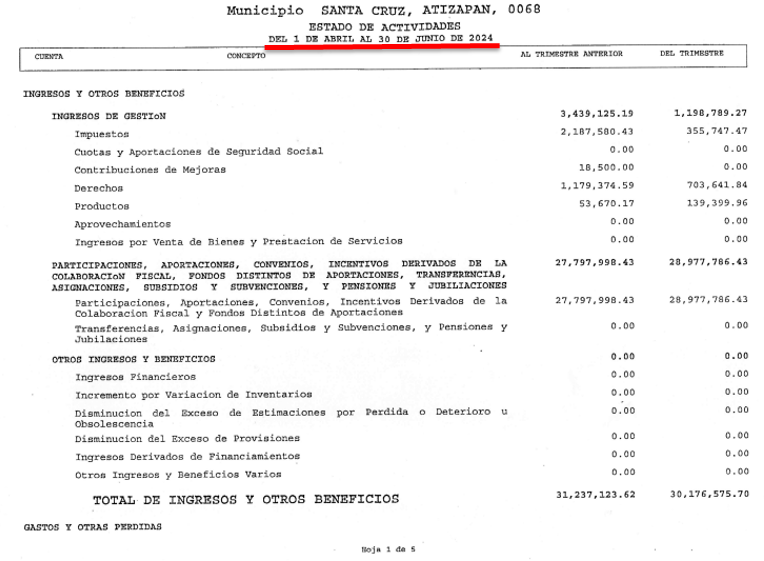 Municipio SANTA CRUZ, ATIZAPAN, 0068
ESTADO DE ACTIVIDADES
DEL 1 DE ABRIL AL 30 DE JUNIO DE 2024
CUENTA CONCEPTO AL TRIMESTRE ANTERIOR DEL TRIMESTRE
INGRESOS Y OTROS BENEFICIOS
INGRESOS DE GESTIoN 3,439,125.19 1,198,789.27
Impuestos 2,187,580.43 355,747.47
Cuotas y Aportaciones de Seguridad Social 0.00 0.00
Contribuciones de Mejoras 18,500.00 0.00
Derechos 1,179,374.59 703,641.84
Productos 53,670.17 139,399.96
Aprovechamientos 0.00 0.00
Ingresos por Venta de Bienes y Prestacion de Servicios 0.00 0.00
PARTICIPACIONES, APORTACIONES, CONVENIOS, INCENTIVOS DERIVADOS DE LA 27,797,998.43 28,977,786.43
COLABORACIoN FISCAL, FONDOS DISTINTOS DE APORTACIONES, TRANSFERENCIAS,
ASIGNACIONES, SUBSIDIOS Y SUBVENCIONES, Y PENSIONES Y JUBILIACIONES
Participaciones, Aportaciones, Convenios, Incentivos Derivados de la 27,797,998.43 28,977,786.43
Colaboracion Fiscal y Fondos Distintos de Aportaciones
Transferencias, Asignaciones, Subsidios y Subvenciones, y Pensiones y 0.00 0.00
Jubilaciones
OTROS INGRESOS Y BENEFICIOS 0.00 0.00
Ingresos Financieros 0.00 0.00
Incremento por Variacion de Inventarios 0.00 0.00
Disminucion del Exceso de Estimaciones por Perdida o Deterioro u 0.00 0.00
Obsolescencia
Disminucion del Exceso de Provisiones 0.00 0.00
Ingresos Derivados de Financiamientos 0.00 0.00
Otros Ingresos y Beneficios Varios 0.00 0.00
TOTAL DE INGRESOS Y OTROS BENEFICIOS 31,237,123.62 30,176,575.70
GASTOS Y OTRAS PERDIDAS
Hoja 1 de 5